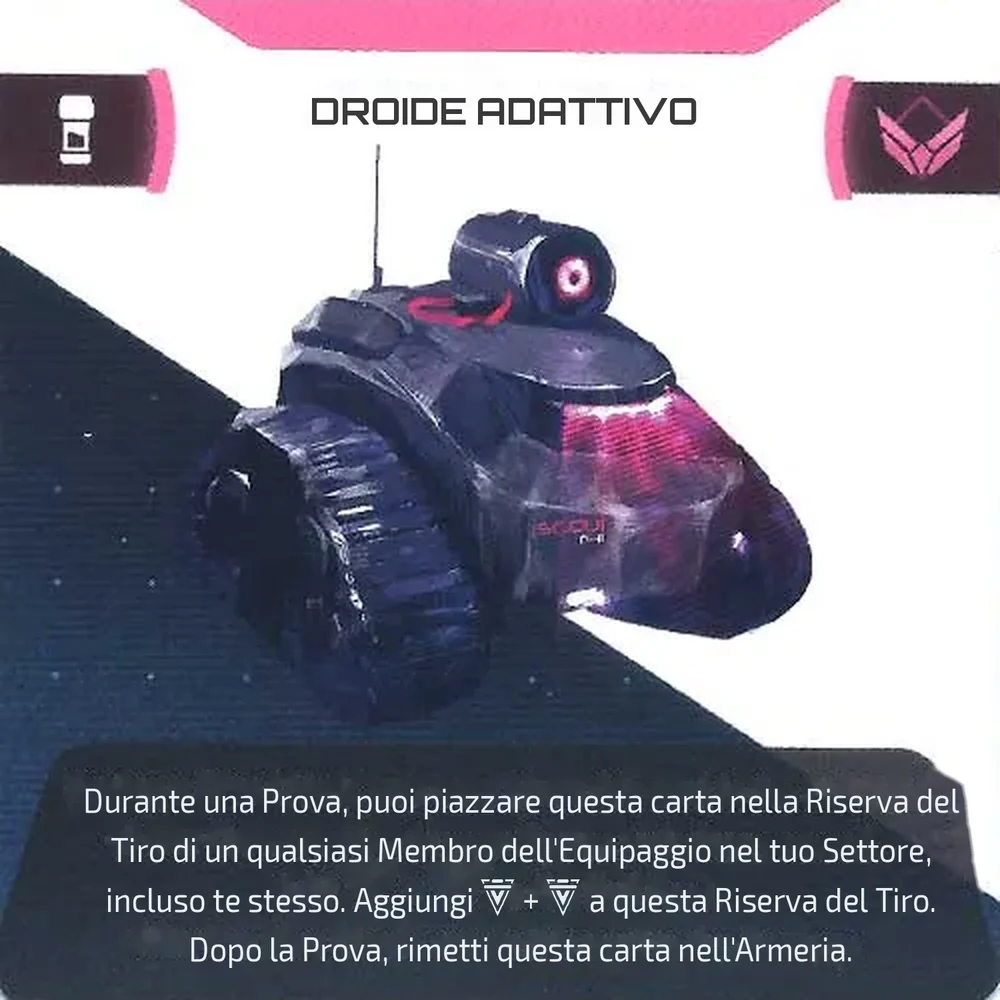 DROIDE ADATTIVO
Durante una Prova, puoi piazzare questa carta nella Riserva del
Tiro di un qualsiasi Membro dell'Equipaggio nel tuo Settore,
incluso te stesso. Aggiungi + a questa Riserva del Tiro.
Dopo la Prova, rimetti questa carta nell'Armeria.